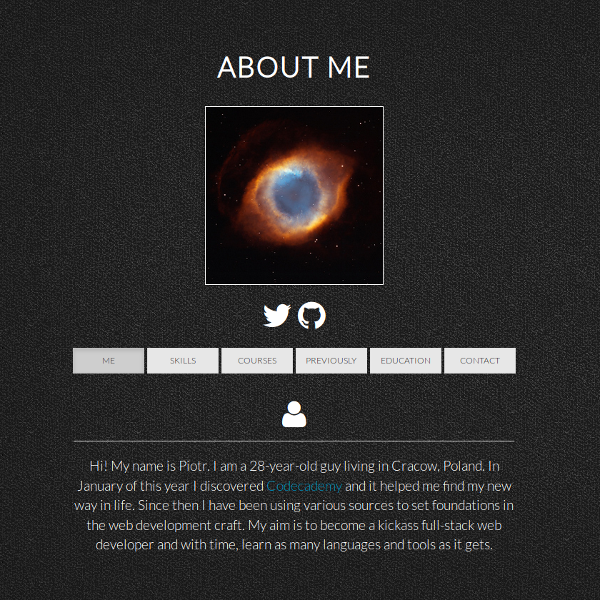 ABOUT ME
ME SKILLS COURSES PREVIOUSLY EDUCATION CONTACT
Hi! My name is Piotr. I am a 28-year-old guy living in Cracow, Poland. In
January of this year I discovered Codecademy and it helped me find my new
way in life. Since then I have been using various sources to set foundations in
the web development craft. My aim is to become a kickass full-stack web
developer and with time, learn as many languages and tools as it gets.